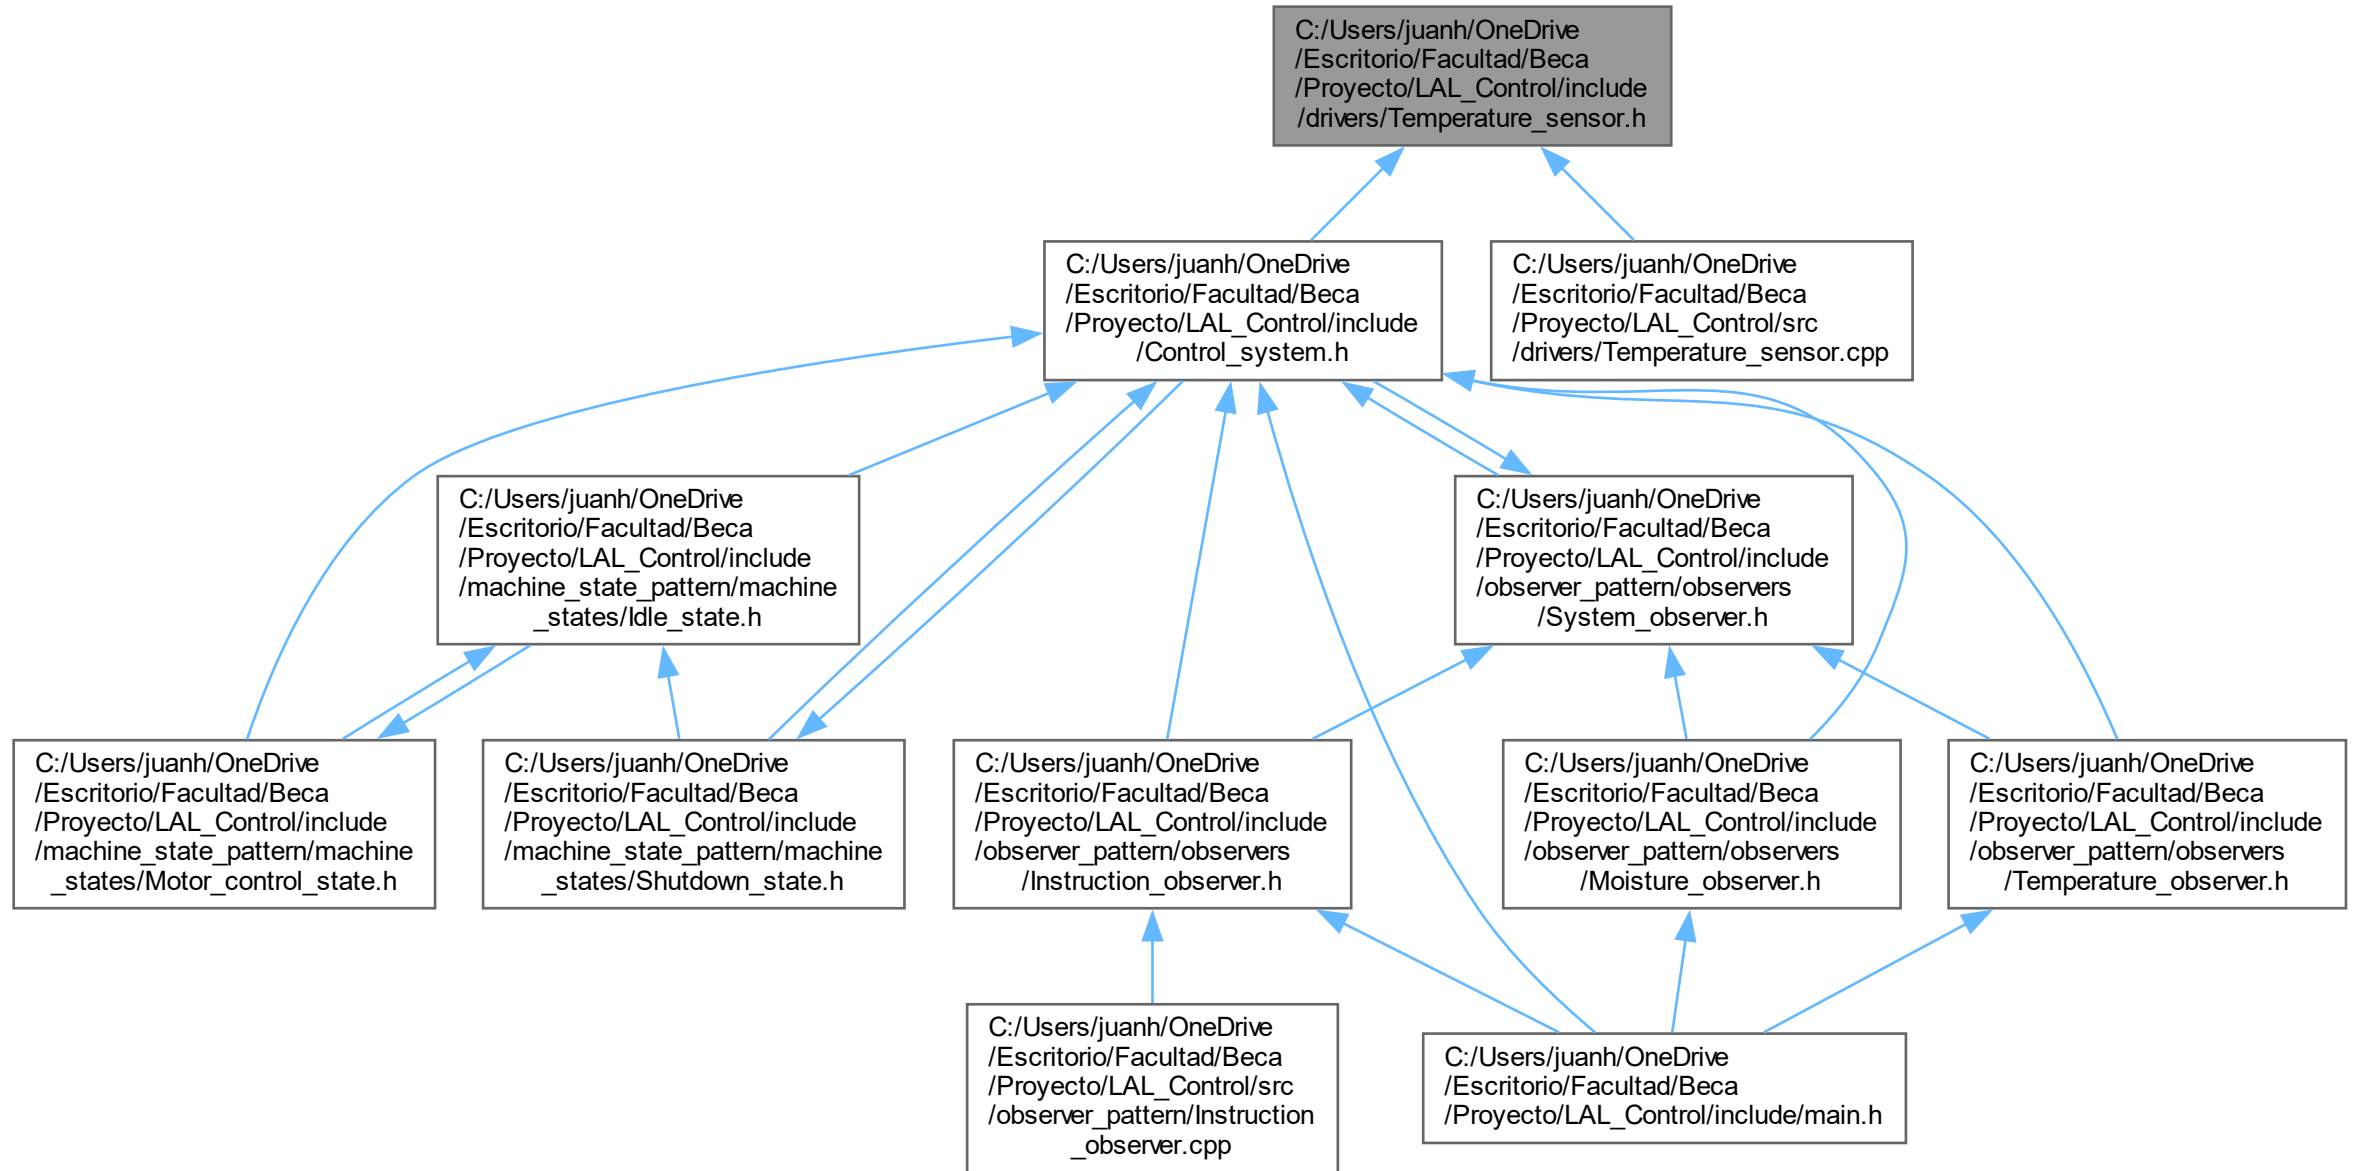 C:/Users/juanh/OneDrive
/Escritorio/Facultad/Beca
/Proyecto/LAL_Control/include
/drivers/Temperature_sensor.h
C:/Users/juanh/OneDrive
/Escritorio/Facultad/Beca
/Proyecto/LAL_Control/include
/Control_system.h
C:/Users/juanh/OneDrive
/Escritorio/Facultad/Beca
/Proyecto/LAL_Control/src
/drivers/Temperature_sensor.cpp
C:/Users/juanh/OneDrive
/Escritorio/Facultad/Beca
/Proyecto/LAL_Control/include
/machine_state_pattern/machine
_states/Idle_state.h
C:/Users/juanh/OneDrive
/Escritorio/Facultad/Beca
/Proyecto/LAL_Control/include
/observer_pattern/observers
/System_observer.h
C:/Users/juanh/OneDrive
/Escritorio/Facultad/Beca
/Proyecto/LAL_Control/include
/machine_state_pattern/machine
_states/Motor_control_state.h
C:/Users/juanh/OneDrive
/Escritorio/Facultad/Beca
/Proyecto/LAL_Control/include
/machine_state_pattern/machine
_states/Shutdown_state.h
C:/Users/juanh/OneDrive
/Escritorio/Facultad/Beca
/Proyecto/LAL_Control/include
/observer_pattern/observers
/Instruction_observer.h
C:/Users/juanh/OneDrive
/Escritorio/Facultad/Beca
/Proyecto/LAL_Control/include
/observer_pattern/observers
/Moisture_observer.h
C:/Users/juanh/OneDrive
/Escritorio/Facultad/Beca
/Proyecto/LAL_Control/include
/observer_pattern/observers
/Temperature_observer.h
C:/Users/juanh/OneDrive
/Escritorio/Facultad/Beca
/Proyecto/LAL_Control/src
/observer_pattern/Instruction
_observer.cpp
C:/Users/juanh/OneDrive
/Escritorio/Facultad/Beca
/Proyecto/LAL_Control/include/main.h